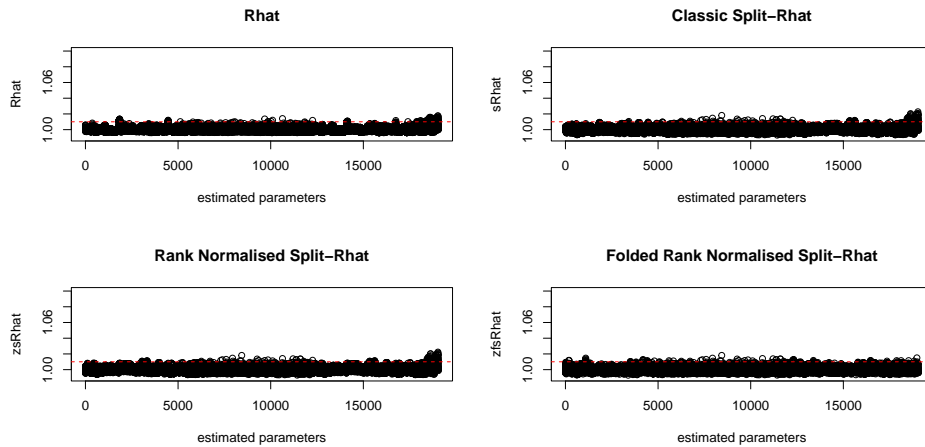 Rhat
Rhat
1.00 1.06
0 5000 10000 15000
estimated parameters
Classic Split−Rhat
sRhat
1.00 1.06
0 5000 10000 15000
estimated parameters
Rank Normalised Split−Rhat
zsRhat
1.00 1.06
0 5000 10000 15000
estimated parameters
Folded Rank Normalised Split−Rhat
zfsRhat
1.00 1.06
0 5000 10000 15000
estimated parameters